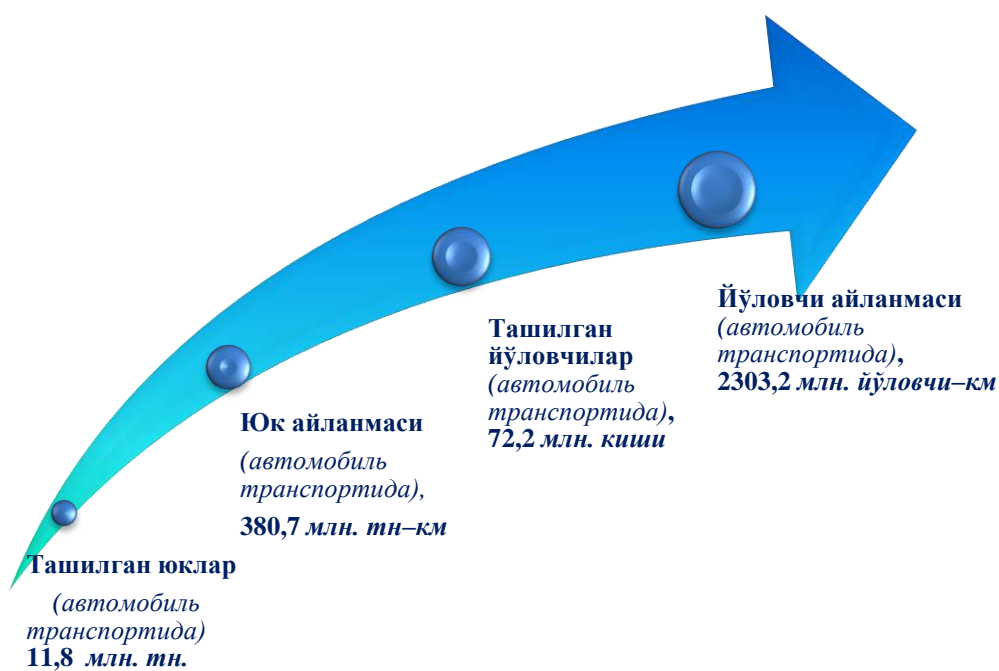 Ташилган юклар
(автомобиль
транспортида)
11,8 млн. тн.
Юк айланмаси
(автомобиль
транспортида),
380,7 млн. тн–км
Ташилган
йўловчилар
(автомобиль
транспортида),
72,2 млн. киши
Йўловчи айланмаси
(автомобиль
транспортида),
2303,2 млн. йўловчи–км